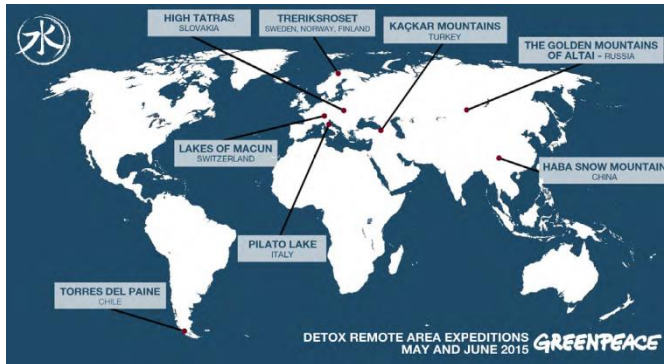 水
HIGH TATRAS
SLOVAKIA
TRERIKSROSET
SWEDEN, NORWAY, FINLAND
KAÇKAR MOUNTAINS
TURKEY
THE GOLDEN MOUNTAINS
OF ALTAI - RUSSIA
LAKES OF MACUN
SWITZERLAND
HABA SNOW MOUNTAIN
CHINA
PILATO LAKE
ITALY
TORRES DEL PAINE
CHILE
DETOX REMOTE AREA EXPEDITIONS
MAY AND JUNE 2015
GREENPEACE